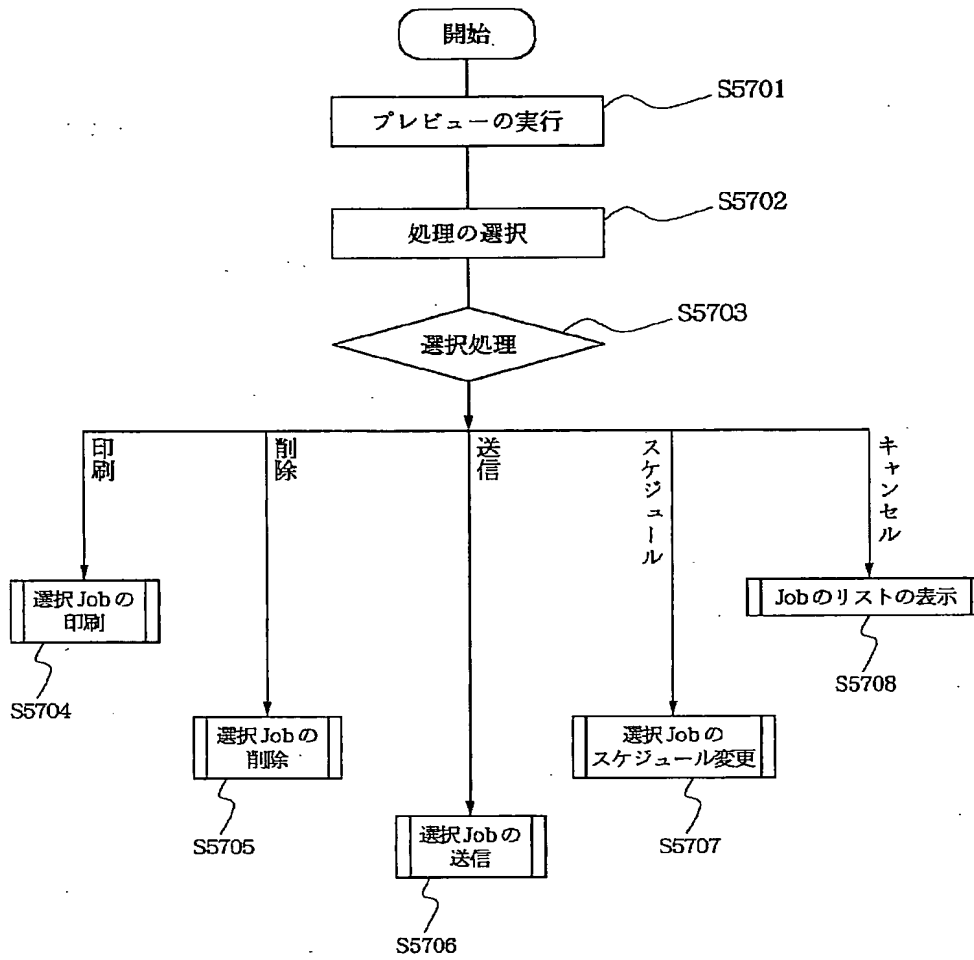 開始
S5701
プレビューの実行
S5702
処理の選択
S5703
選択処理
印刷
削除
送信
スケジュール
キャンセル
選択Jobの
印刷
S5704
選択Jobの
削除
S5705
選択Jobの
送信
S5706
選択Jobの
スケジュール変更
S5707
Jobのリストの表示
S5708